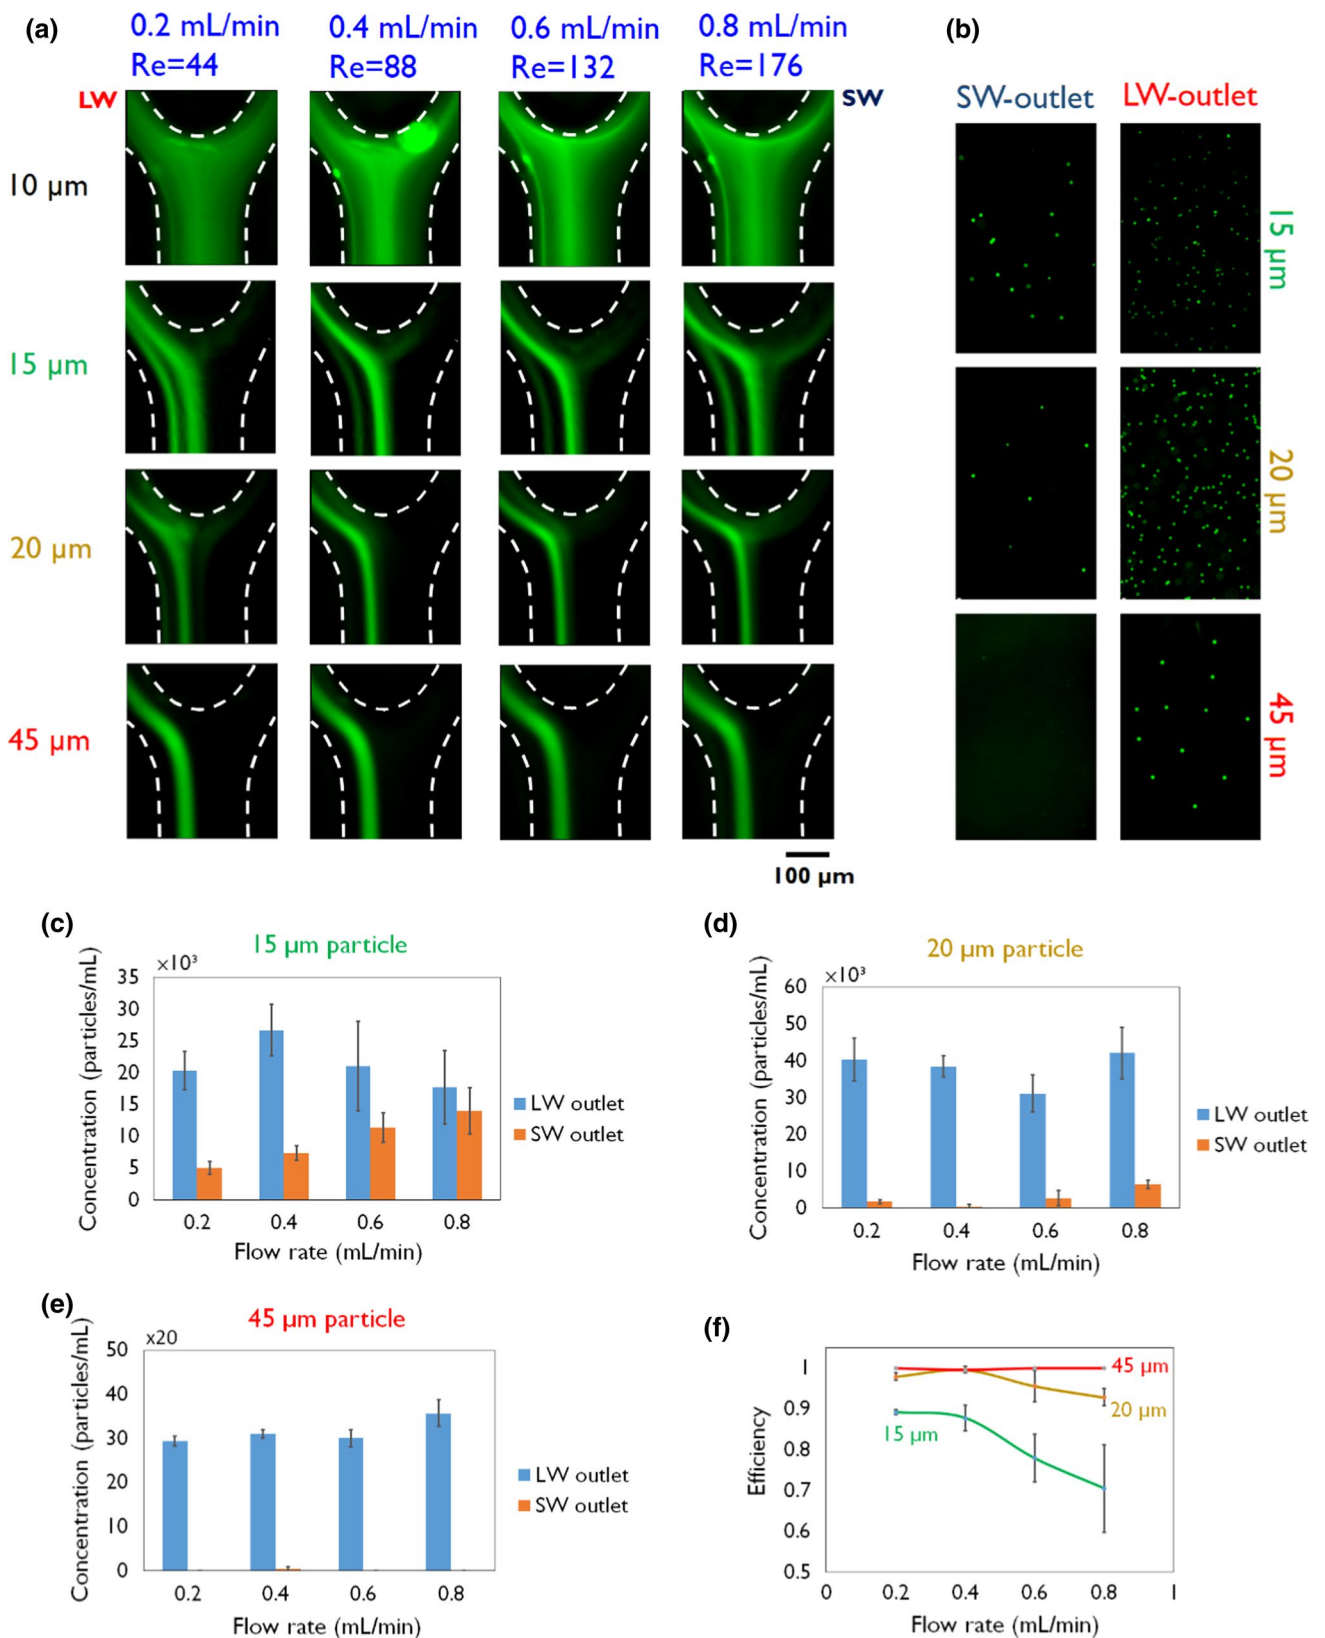 (a)
0.2 mL/min 0.4 mL/min 0.6 mL/min 0.8 mL/min
Re=44 Re=88 Re=132 Re=176
LW SW
10 µm
15 µm
20 µm
45 µm
100 µm
(b)
SW-outlet LW-outlet
15 µm
20 µm
45 µm
(c)
15 µm particle
×10³
Concentration (particles/mL)
35
30
25
20
15
10
5
0
0.2 0.4 0.6 0.8
Flow rate (mL/min)
LW outlet
SW outlet
(d)
20 µm particle
×10³
Concentration (particles/mL)
60
50
40
30
20
10
0
0.2 0.4 0.6 0.8
Flow rate (mL/min)
LW outlet
SW outlet
(e)
45 µm particle
x20
Concentration (particles/mL)
50
40
30
20
10
0
0.2 0.4 0.6 0.8
Flow rate (mL/min)
LW outlet
SW outlet
(f)
Efficiency
1
0.9
0.8
0.7
0.6
0.5
45 µm
20 µm
15 µm
0 0.2 0.4 0.6 0.8 1
Flow rate (mL/min)